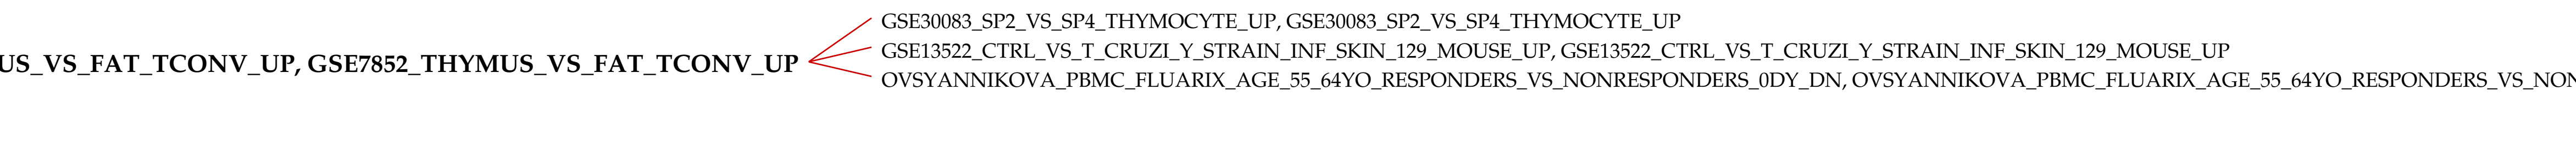 GSE30083_SP2_VS_SP4_THYMOCYTE_UP, GSE30083_SP2_VS_SP4_THYMOCYTE_UP
US_VS_FAT_TCONV_UP, GSE7852_THYMUS_VS_FAT_TCONV_UP
GSE13522_CTRL_VS_T_CRUZI_Y_STRAIN_INF_SKIN_129_MOUSE_UP, GSE13522_CTRL_VS_T_CRUZI_Y_STRAIN_INF_SKIN_129_MOUSE_UP
OVSYANNIKOVA_PBMC_FLUARIX_AGE_55_64YO_RESPONDERS_VS_NONRESPONDERS_0DY_DN, OVSYANNIKOVA_PBMC_FLUARIX_AGE_55_64YO_RESPONDERS_VS_NON